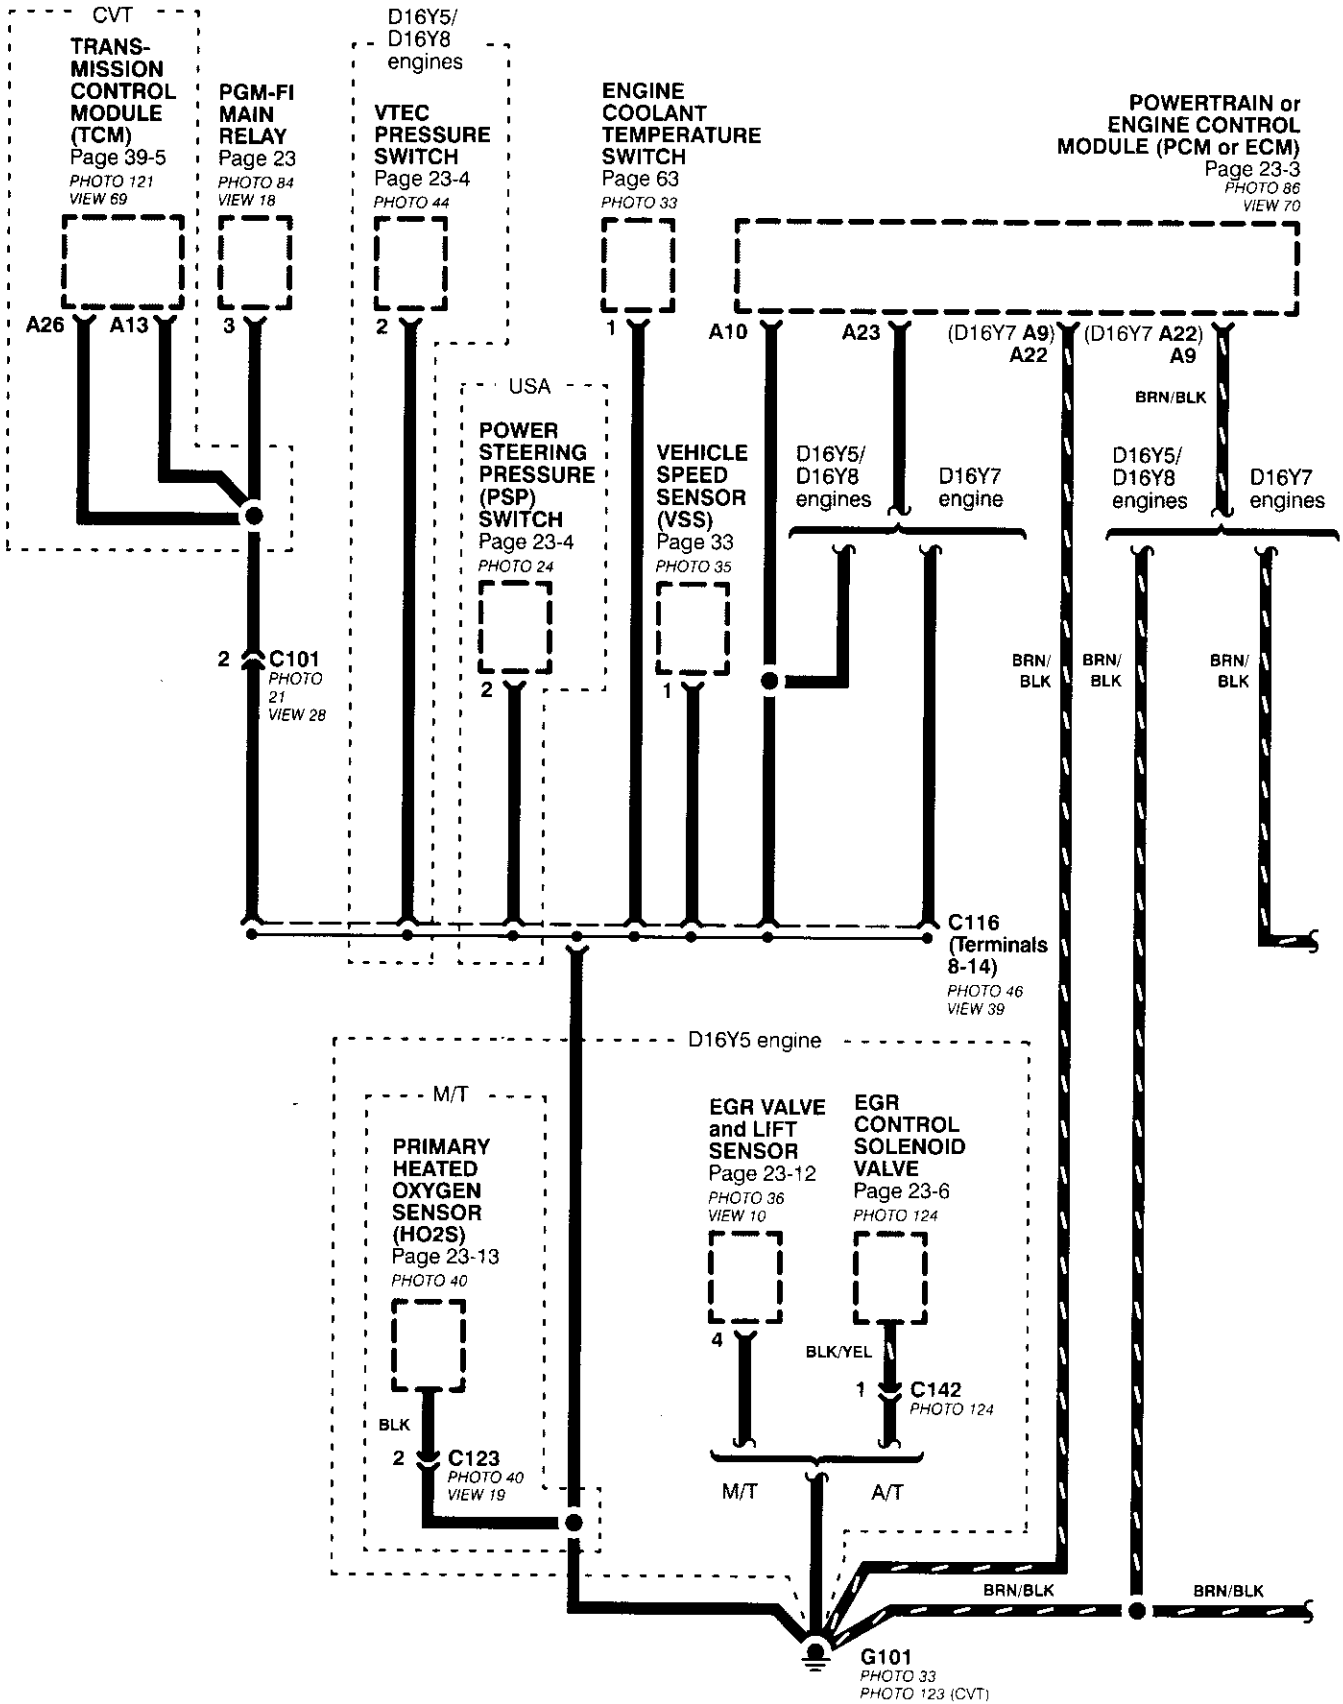 CVT
TRANS-
MISSION
CONTROL
MODULE
(TCM)
Page 39-5
PHOTO 121
VIEW 69
PGM-FI
MAIN
RELAY
Page 23
PHOTO 84
VIEW 18
D16Y5/
D16Y8
engines
VTEC
PRESSURE
SWITCH
Page 23-4
PHOTO 44
ENGINE
COOLANT
TEMPERATURE
SWITCH
Page 63
PHOTO 33
POWERTRAIN or
ENGINE CONTROL
MODULE (PCM or ECM)
Page 23-3
PHOTO 86
VIEW 70
A26
A13
3
2
1
A10
A23
(D16Y7 A9)
A22
(D16Y7 A22)
A9
BRN/BLK
USA
POWER
STEERING
PRESSURE
(PSP)
SWITCH
Page 23-4
PHOTO 24
VEHICLE
SPEED
SENSOR
(VSS)
Page 33
PHOTO 35
D16Y5/
D16Y8
engines
D16Y7
engine
D16Y5/
D16Y8
engines
D16Y7
engines
2
C101
PHOTO
21
VIEW 28
2
1
BRN/
BLK
BRN/
BLK
BRN/
BLK
C116
(Terminals
8-14)
PHOTO 46
VIEW 39
D16Y5 engine
M/T
PRIMARY
HEATED
OXYGEN
SENSOR
(HO2S)
Page 23-13
PHOTO 40
EGR VALVE
and LIFT
SENSOR
Page 23-12
PHOTO 36
VIEW 10
EGR
CONTROL
SOLENOID
VALVE
Page 23-6
PHOTO 124
4
BLK/YEL
1
C142
PHOTO 124
BLK
2
C123
PHOTO 40
VIEW 19
M/T
A/T
BRN/BLK
BRN/BLK
G101
PHOTO 33
PHOTO 123 (CVT)